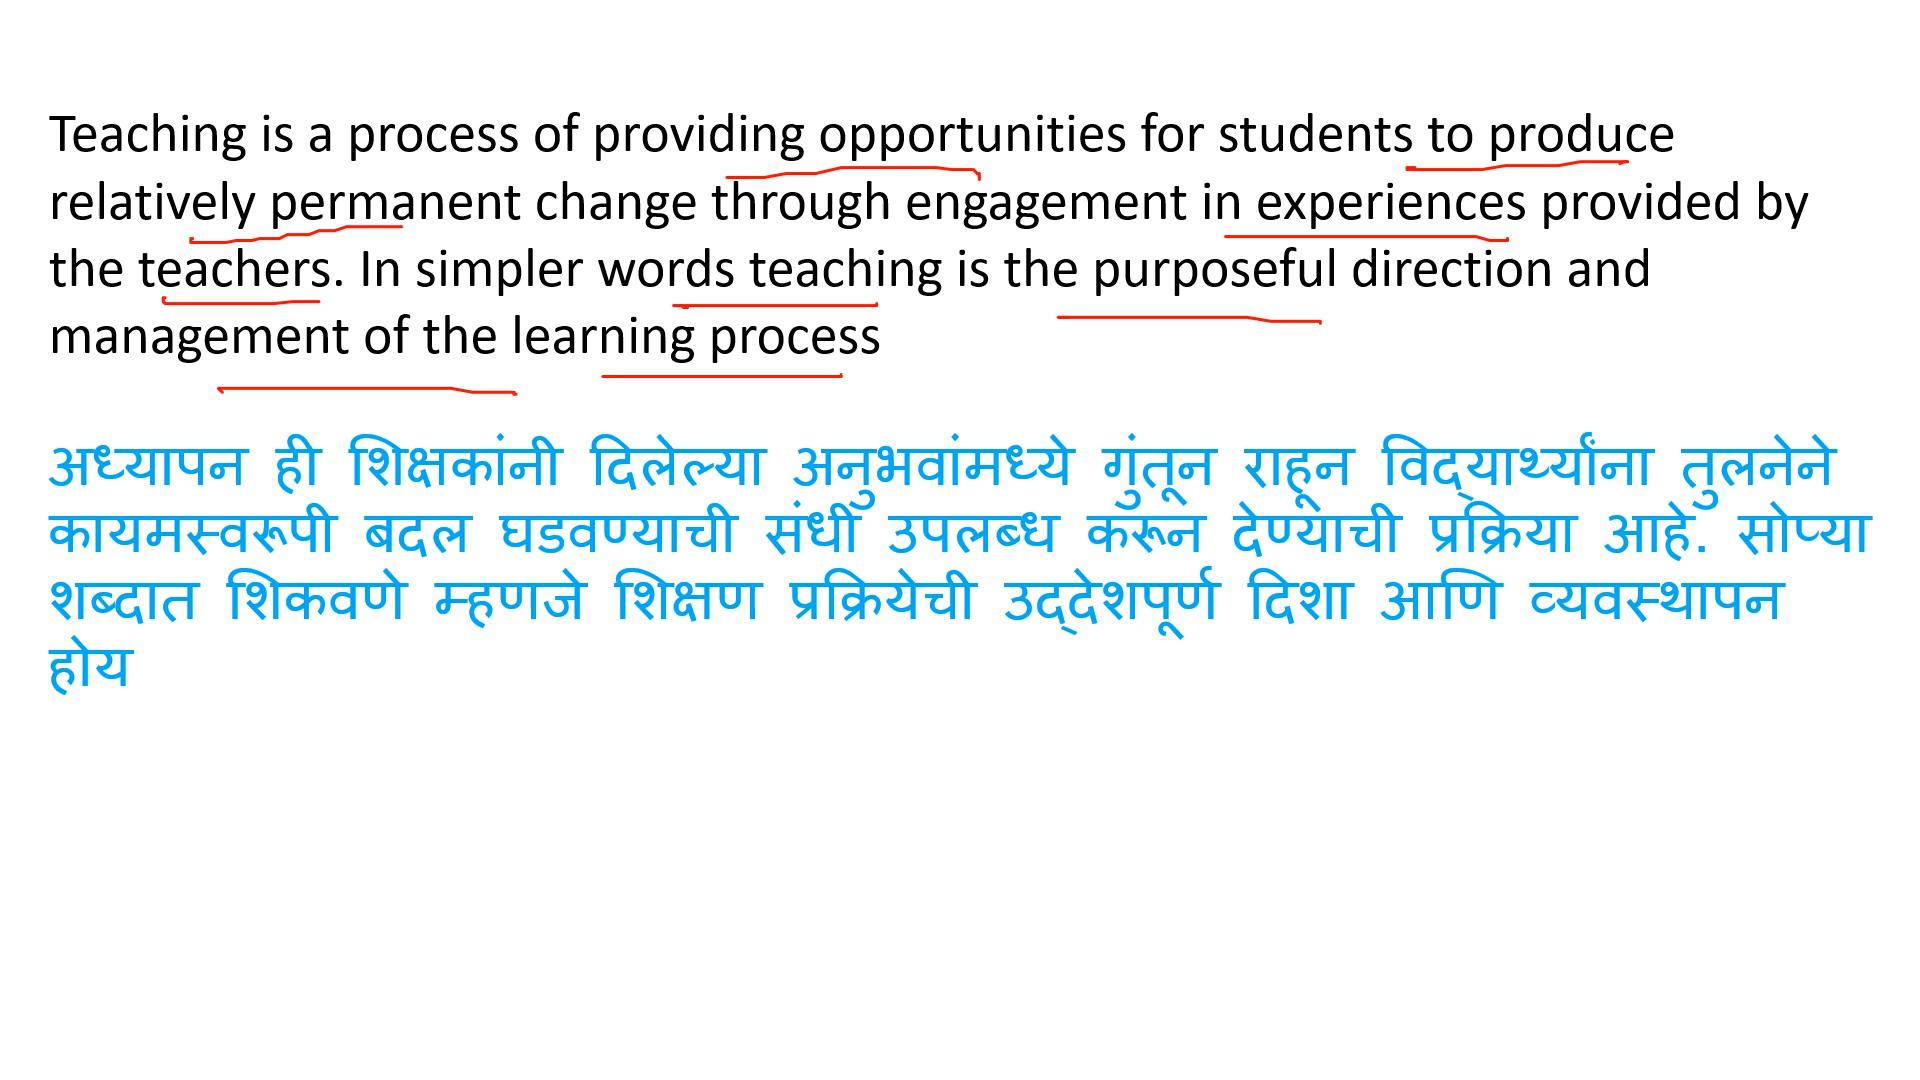 Teaching is a process of providing opportunities for students to produce
relatively permanent change through engagement in experiences provided by
the teachers. In simpler words teaching is the purposeful direction and
management of the learning process
अध्यापन ही शिक्षकांनी दिलेल्या अनुभवांमध्ये गुंतून राहून विद्यार्थ्यांना तुलनेने
कायमस्वरूपी बदल घडवण्याची संधी उपलब्ध करून देण्याची प्रक्रिया आहे. सोप्या
शब्दात शिकवणे म्हणजे शिक्षण प्रक्रियेची उद्देशपूर्ण दिशा आणि व्यवस्थापन
होय